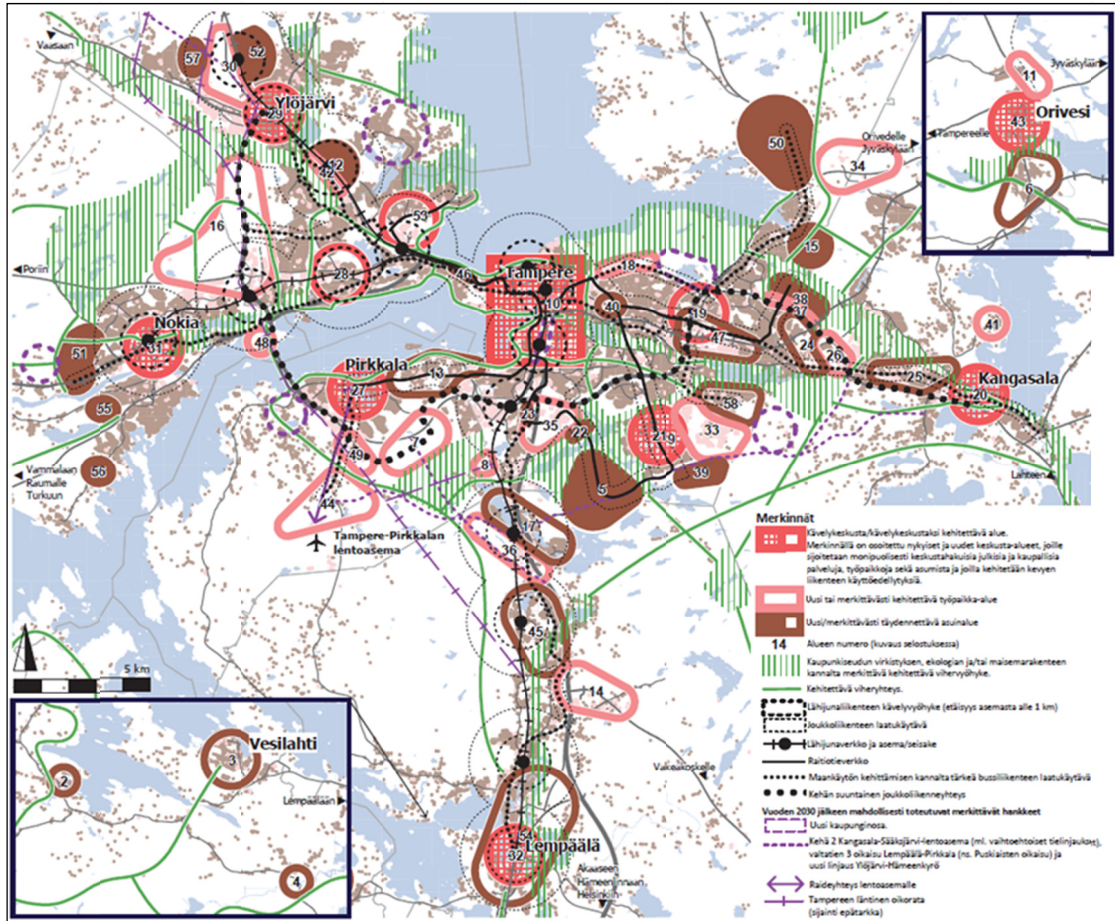 Vaasaan
57
30
52
Ylöjärvi
29
12
42
53
16
Poriin
28
46
Tampere
10
18
40
19
47
38
37
24
26
25
Kangasala
20
41
50
15
34
Orivedelle
Jyväskylään
11
Jyväskylään
43
Orivesi
Tampereelle
6
Nokia
31
51
48
55
56
Vammalaan
Raumalle
Turkuun
Pirkkala
27
13
7
49
44
8
23
35
22
5
21
9
33
58
39
Lahteen
Tampere-Pirkkalan
lentoasema
17
36
45
14
Valkeakoskelle
54
Lempäälä
32
Akaaseen
Hämeenlinnaan
Helsinkiin
5 km
Vesilahti
2
3
4
Lempäälään
Merkinnät
Kävelykeskusta/kävelykeskustaksi kehitettävä alue.
Merkinnällä on osoitettu nykyiset ja uudet keskusta-alueet, joille
sijoitetaan monipuolisesti keskustahakuisia julkisia ja kaupallisia
palveluja, työpaikkoja sekä asumista ja joilla kehitetään kevyen
liikenteen käyttöedellytyksiä.
Uusi tai merkittävästi kehitettävä työpaikka-alue
Uusi/merkittävästi täydennettävä asuinalue
14 Alueen numero (kuvaus selostuksessa)
Kaupunkiseudun virkistyksen, ekologian ja/tai maisemarakenteen
kannalta merkittävä kehitettävä vihervyöhyke.
Kehitettävä viheryhteys.
Lähijunaliikenteen kävelyvyöhyke (etäisyys asemasta alle 1 km)
Joukkoliikenteen laatukäytävä
Lähijunaverkko ja asema/seisake
Raitiotieverkko
Maankäytön kehittämisen kannalta tärkeä bussiliikenteen laatukäytävä
Kehän suuntainen joukkoliikenneyhteys
Vuoden 2030 jälkeen mahdollisesti toteutuvat merkittävät hankkeet
Uusi kaupunginosa.
Kehä 2 Kangasala-Sääksjärvi-lentoasema (ml. vaihtoehtoiset tielinjaukset),
valtatien 3 oikaisu Lempäälä-Pirkkala (ns. Puskiaisten oikaisu) ja
uusi linjaus Ylöjärvi-Hämeenkyrö
Raideyhteys lentoasemalle
Tampereen läntinen oikorata
(sijainti epätarkka)